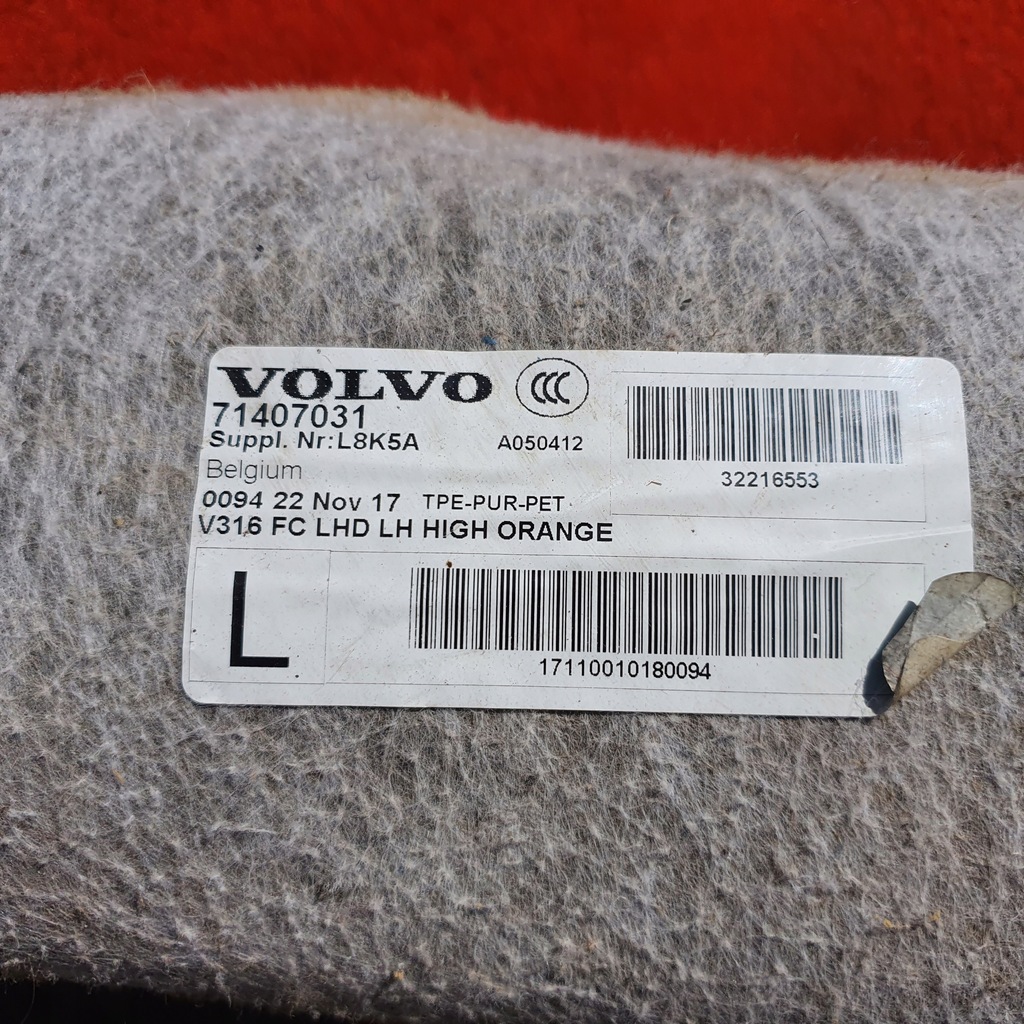 VOLVO CCC
71407031
Suppl. Nr:L8K5A A050412
32216553
Belgium
0094 22 Nov 17 TPE-PUR-PET
V316 FC LHD LH HIGH ORANGE
L
17110010180094